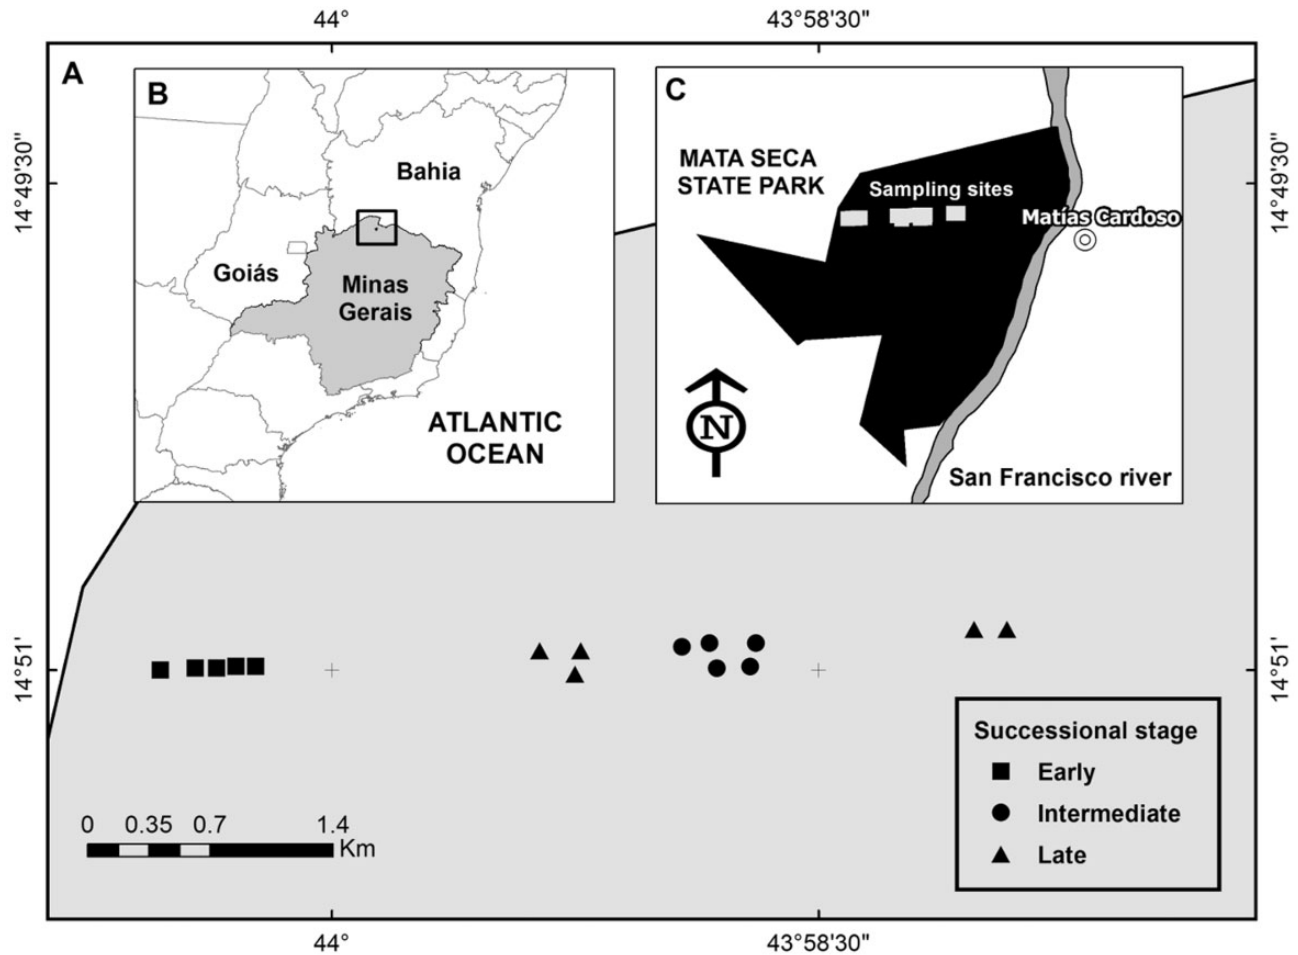 44°
43°58'30"
A
B
C
14°49'30"
14°49'30"
Bahia
Goiás
Minas
Gerais
ATLANTIC
OCEAN
MATA SECA
STATE PARK
Sampling sites
Matías Cardoso
N
San Francisco river
14°51'
14°51'
Successional stage
Early
Intermediate
Late
0 0.35 0.7 1.4
Km
44°
43°58'30"